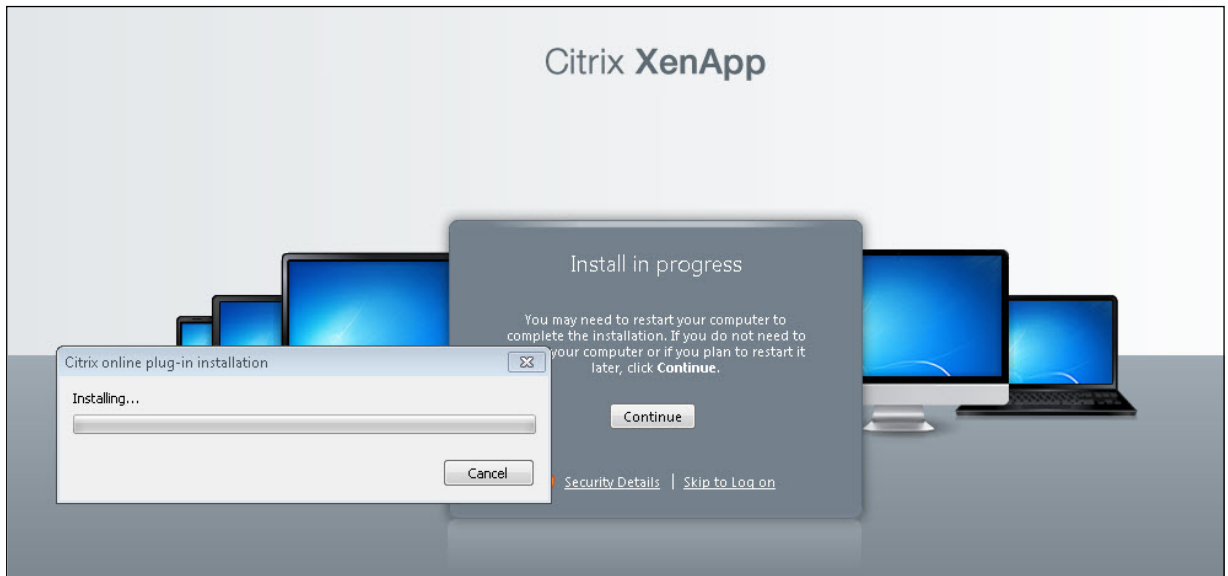 Citrix XenApp
Install in progress
You may need to restart your computer to
complete the installation. If you do not need to
your computer or if you plan to restart it
later, click Continue.
Continue
Security Details | Skip to Log on
Citrix online plug-in installation
Installing...
Cancel